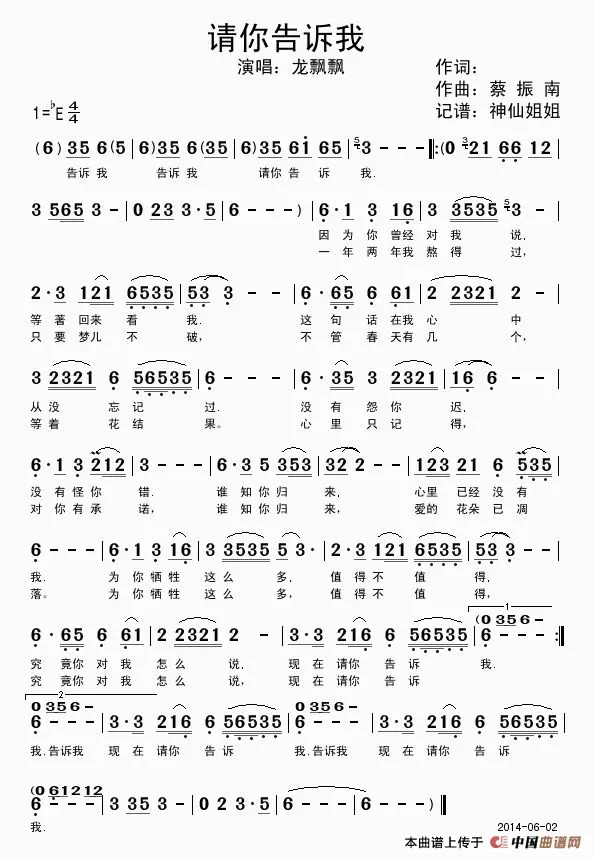 请你告诉我
演唱：龙飘飘
作词：
作曲：蔡 振 南
1=♭E 4/4
记谱：神仙姐姐
(6) 35 6 (5) | 6) 35 6 (35 | 6) 35 61 65 | 3 - - ‖:(0 321 66 12 |
告诉 我 告诉 我 请你 告 诉 我.
3 565 3 - | 0 23 3·5 | 6 - - -) | 6·1 3 16 | 3 3535 3 - |
因 为 你 曾经 对 我 说,
一 年 两 年我 熬 得 过,
2·3 121 6535 | 53 3 - - | 6·65 6 61 | 2 2321 2 - |
等 著 回来 看 我. 这 句 话 在我 心 中
只 要 梦儿 不 破, 不 管 春 天有 几 个,
3 2321 6 56535 | 6 - - - | 6·35 3 23 | 16 6 - - |
从 没 忘 记 过. 没 有 怨 你 迟,
等 着 花 结 果。 心 里 只 记 得,
6·1 3 212 | 3 - - - | 6·5 35 353 | 32 2 - - | 123 21 6 535 |
没 有 怪 你 错. 谁 知 你 归 来, 心里 已经 没 有
对 你 有 承 诺, 谁 知 你 归 来, 爱的 花朵 已 凋
6 - - - | 6·1 3 16 | 3 3535 5 3 | 2·3 121 6535 | 53 3 - - |
我. 为 你 牺牲 这 么 多, 值 得 不 值 得,
落。 为 你 牺牲 这 么 多, 值 得 不 值 得,
1
(0 356 -
6·65 6 61 | 2 2321 2 - | 3·3 216 6 56535 | 6 - - - :‖
究 竟你 对 我 怎 么 说, 现 在 请你 告 诉 我.
究 竟你 对 我 怎 么 说, 现 在 请你 告 诉
2
0 356 - 0 356 -
6 - - - | 3·3 216 6 56535 | 6 - - - | 3·3 216 6 56535 |
我.告诉我 现 在 请你 告 诉 我.告诉我 现 在 请你 告 诉
(0 61212
6 - - - | 3 - - 3 | 3 - - - | 0 23 3·5 | 6 - - - | 6 - - -) ‖
我.
2014-06-02
本曲谱上传于 中国曲谱网